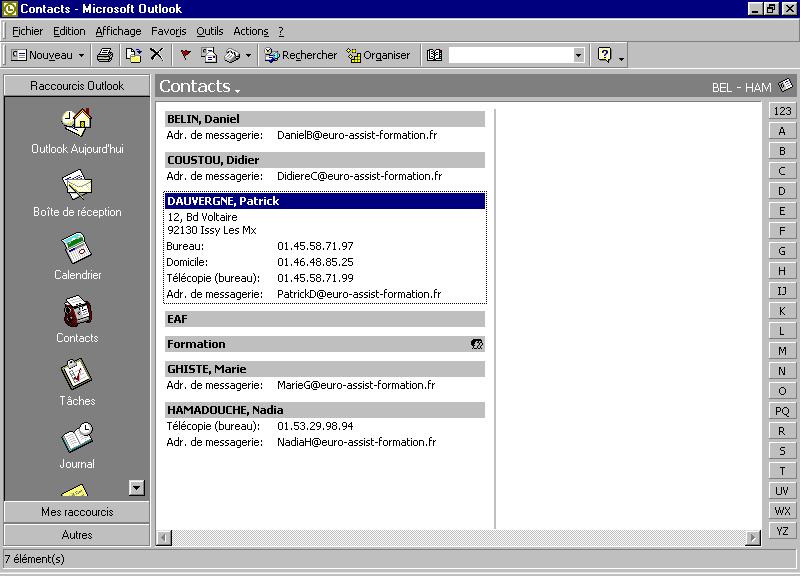 Contacts - Microsoft Outlook
Fichier Edition Affichage Favoris Outils Actions ?
Nouveau Rechercher Organiser
Raccourcis Outlook
Contacts BEL - HAM
Outlook Aujourd'hui
Boîte de réception
Calendrier
Contacts
Tâches
Journal
Mes raccourcis
Autres
BELIN, Daniel
Adr. de messagerie: DanielB@euro-assist-formation.fr
COUSTOU, Didier
Adr. de messagerie: DidiereC@euro-assist-formation.fr
DAUVERGNE, Patrick
12, Bd Voltaire
92130 Issy Les Mx
Bureau: 01.45.58.71.97
Domicile: 01.46.48.85.25
Télécopie (bureau): 01.45.58.71.99
Adr. de messagerie: PatrickD@euro-assist-formation.fr
EAF
Formation
GHISTE, Marie
Adr. de messagerie: MarieG@euro-assist-formation.fr
HAMADOUCHE, Nadia
Télécopie (bureau): 01.53.29.98.94
Adr. de messagerie: NadiaH@euro-assist-formation.fr
123
A
B
C
D
E
F
G
H
IJ
K
L
M
N
O
PQ
R
S
T
UV
WX
YZ
7 élément(s)